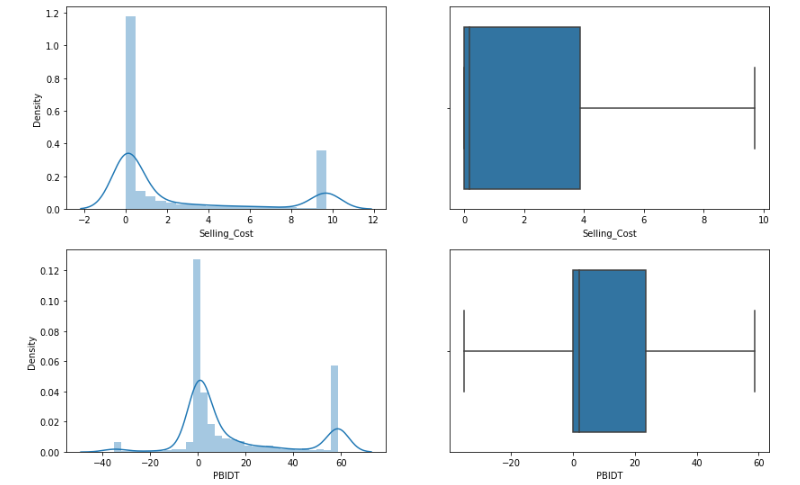 1.2
1.0
0.8
0.6
0.4
0.2
0.0
Density
−2 0 2 4 6 8 10 12
Selling_Cost
0 2 4 6 8 10
Selling_Cost
0.12
0.10
0.08
0.06
0.04
0.02
0.00
Density
−40 −20 0 20 40 60
PBIDT
−20 0 20 40 60
PBIDT